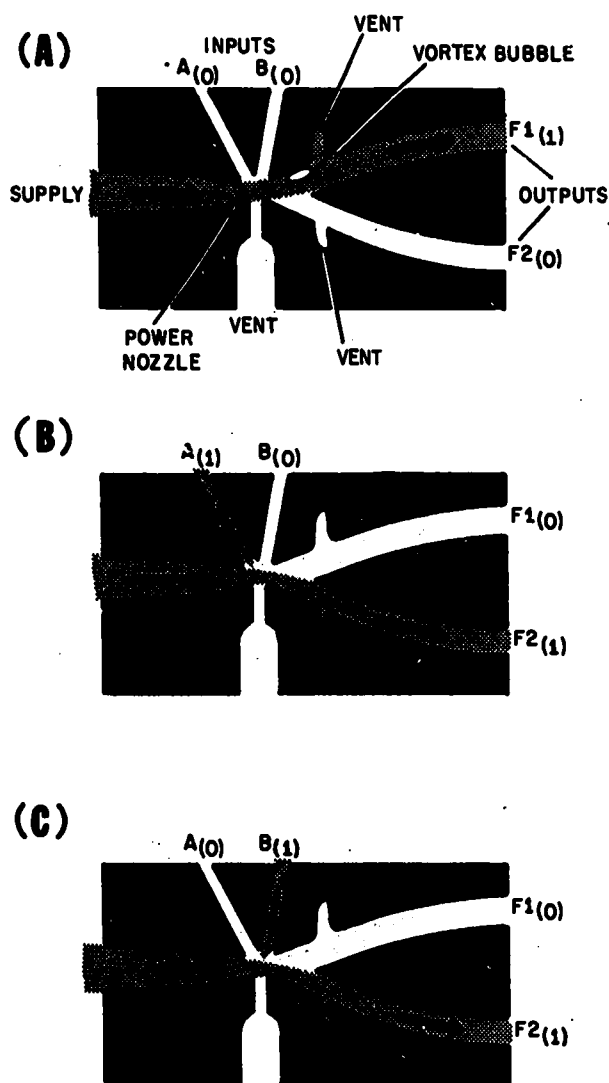 (A)
INPUTS
VENT
A(0)
B(0)
VORTEX BUBBLE
F1(1)
SUPPLY
OUTPUTS
F2(0)
POWER
NOZZLE
VENT
VENT
(B)
A(1)
B(0)
F1(0)
F2(1)
(C)
A(0)
B(1)
F1(0)
F2(1)